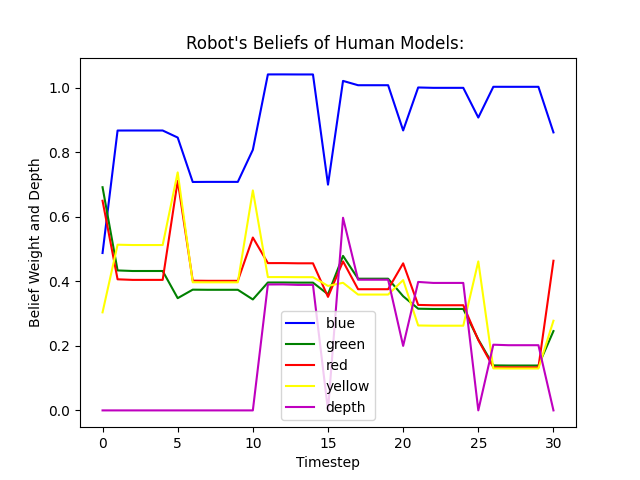 Robot's Beliefs of Human Models:
Belief Weight and Depth
1.0
0.8
0.6
0.4
0.2
0.0
blue
green
red
yellow
depth
0 5 10 15 20 25 30
Timestep